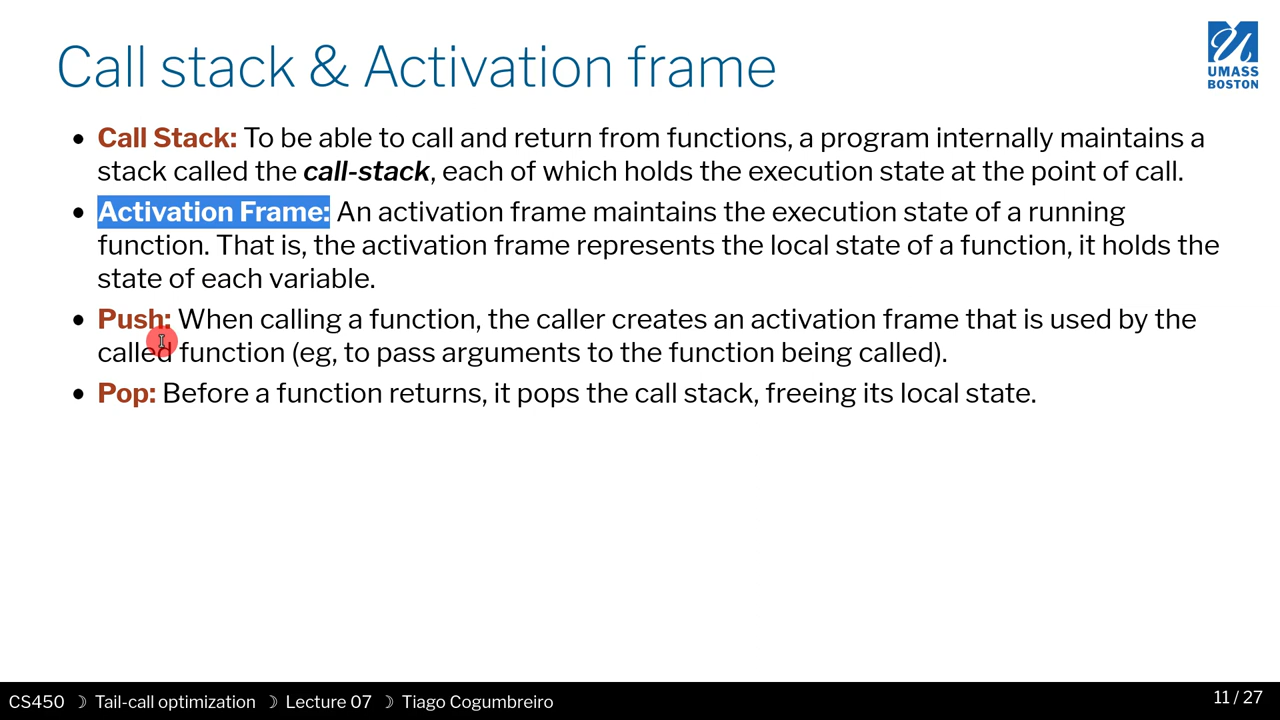 Call stack & Activation frame
UMASS
BOSTON
• Call Stack: To be able to call and return from functions, a program internally maintains a
stack called the call-stack, each of which holds the execution state at the point of call.
• Activation Frame: An activation frame maintains the execution state of a running
function. That is, the activation frame represents the local state of a function, it holds the
state of each variable.
• Push: When calling a function, the caller creates an activation frame that is used by the
called function (eg, to pass arguments to the function being called).
• Pop: Before a function returns, it pops the call stack, freeing its local state.
CS450 ☽ Tail-call optimization ☽ Lecture 07 ☽ Tiago Cogumbreiro
11 / 27